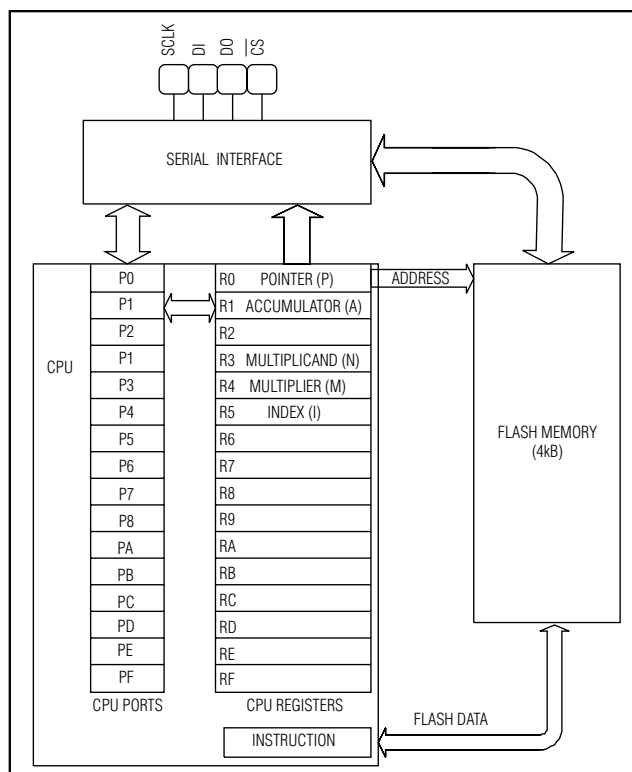 SCLK
DI
DO
CS
SERIAL INTERFACE
P0
R0 POINTER (P)
ADDRESS
P1
R1 ACCUMULATOR (A)
P2
R2
CPU
P1
R3 MULTIPLICAND (N)
P3
R4 MULTIPLIER (M)
P4
R5 INDEX (I)
P5
R6
P6
R7
P7
R8
P8
R9
PA
RA
PB
RB
PC
RC
PD
RD
PE
RE
PF
RF
FLASH MEMORY
(4kB)
CPU PORTS
CPU REGISTERS
FLASH DATA
INSTRUCTION